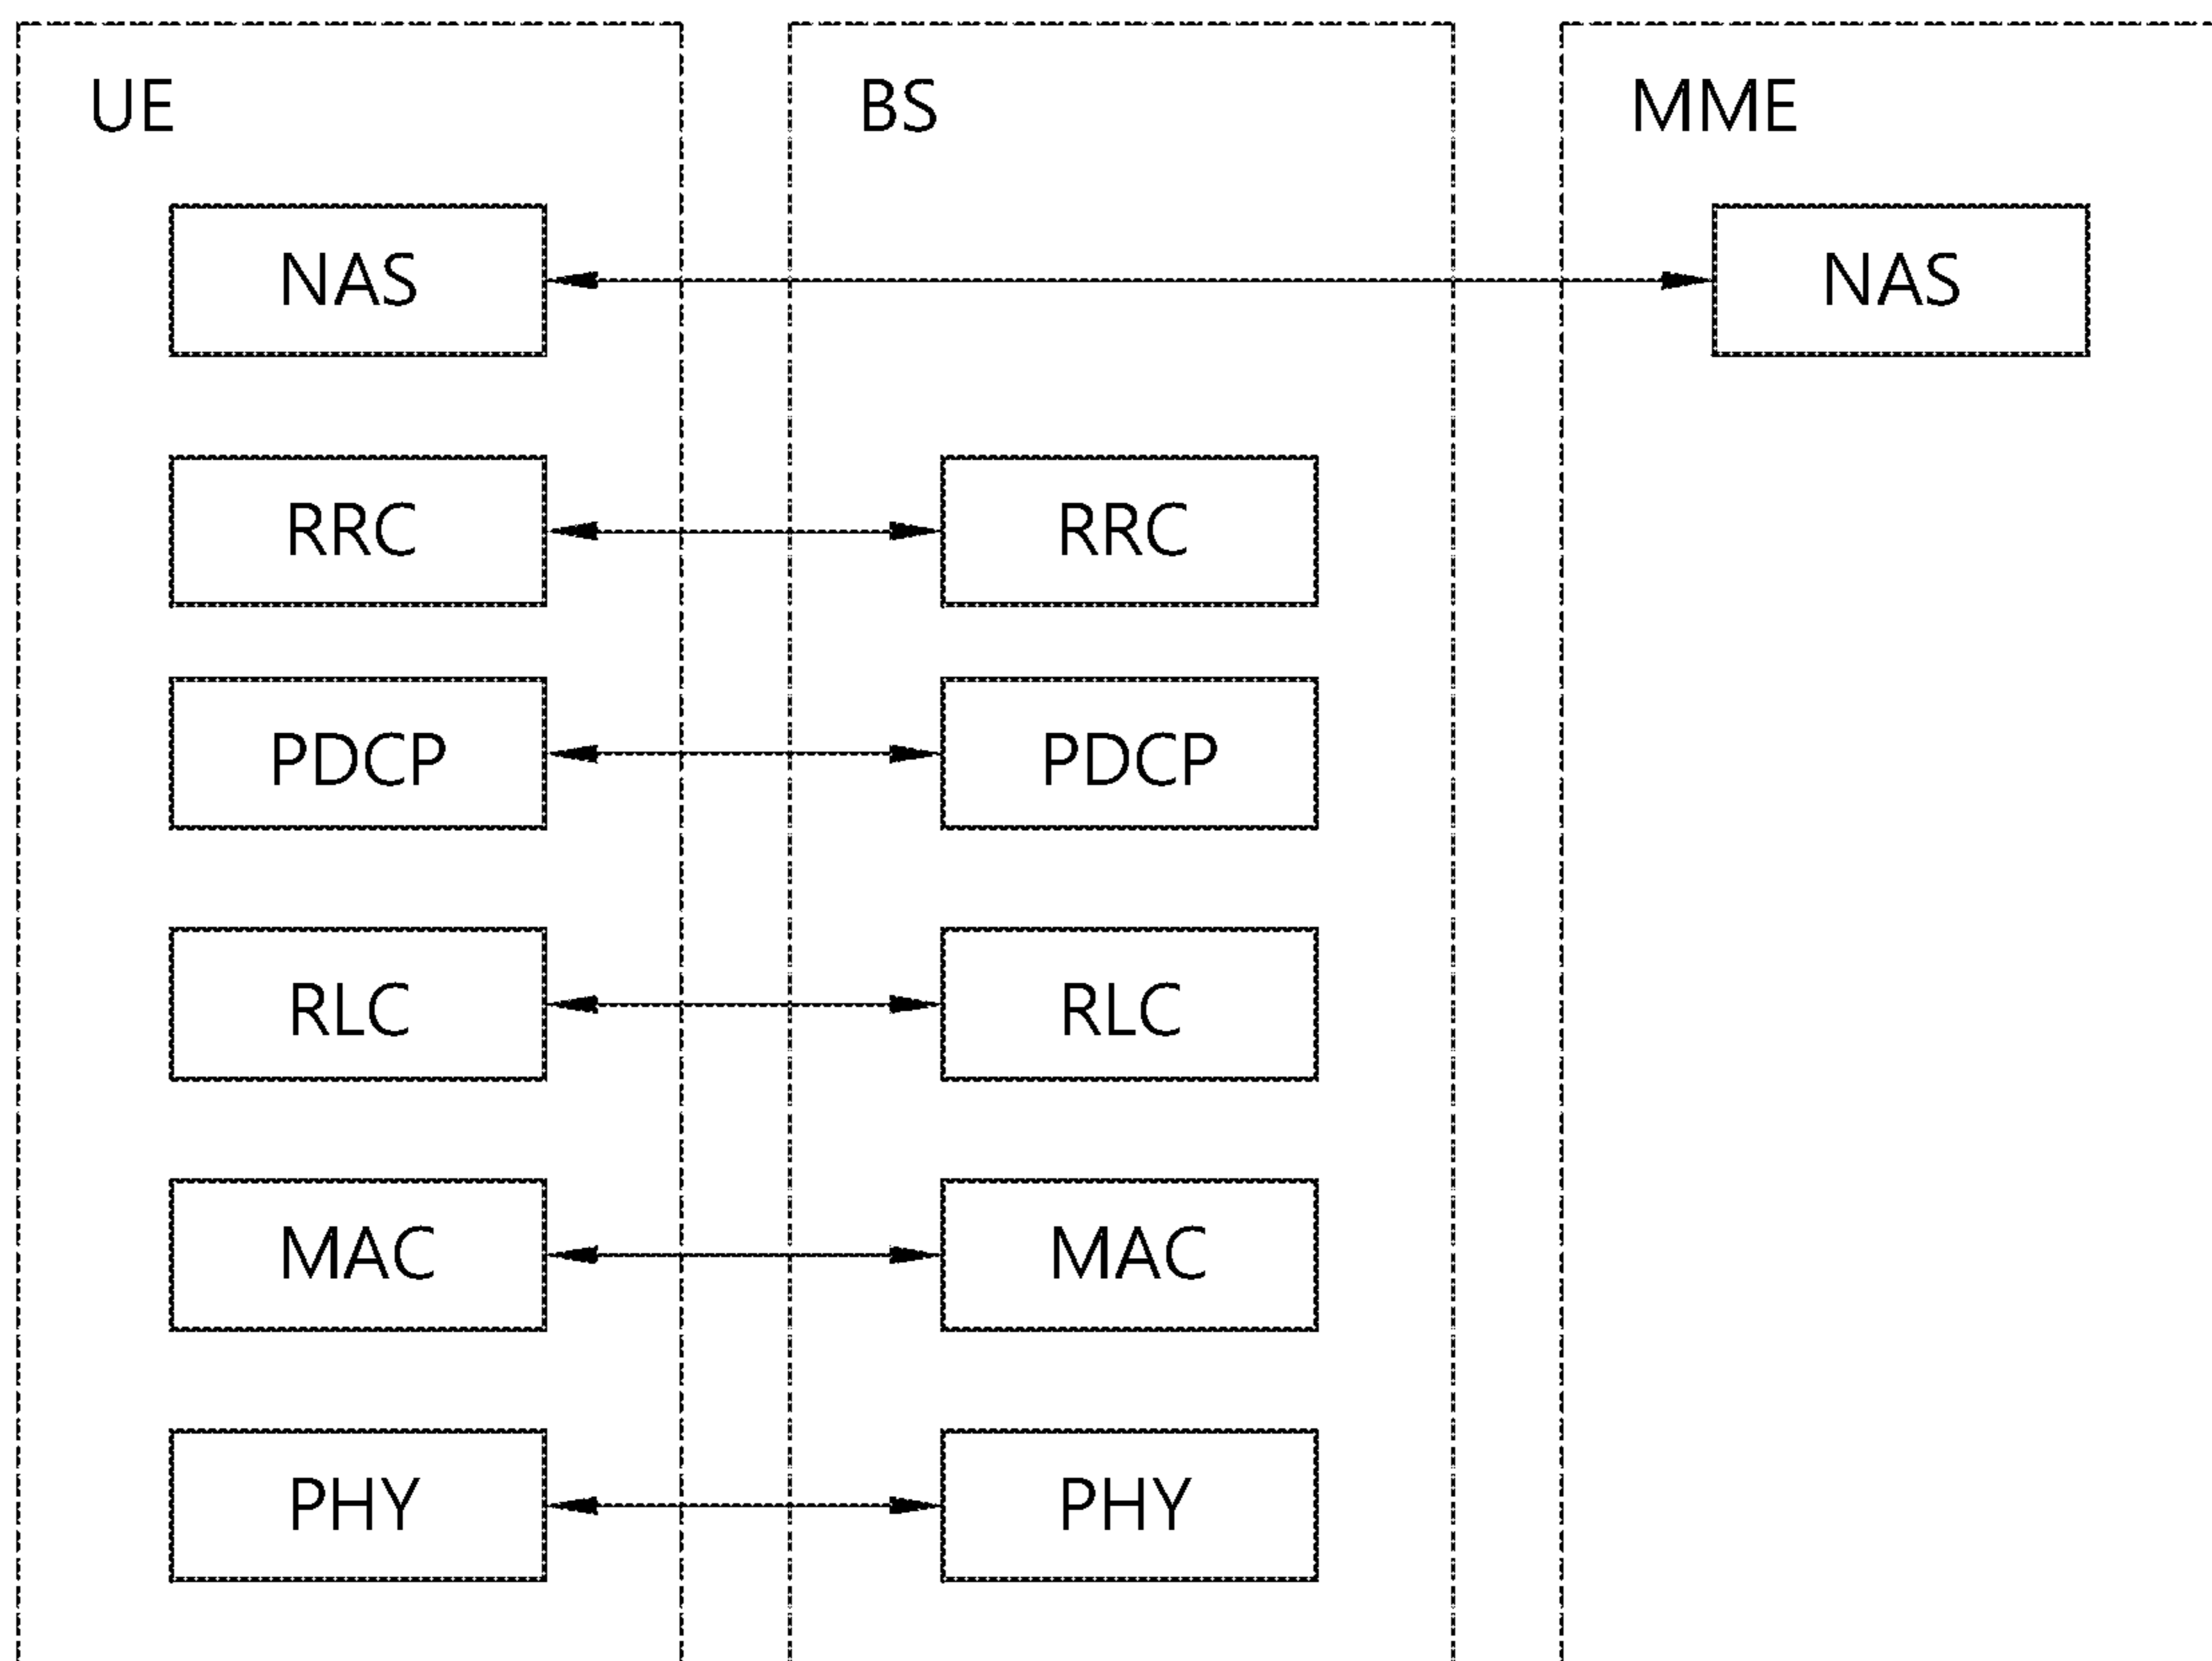 UE BS MME
NAS NAS
RRC RRC
PDCP PDCP
RLC RLC
MAC MAC
PHY PHY